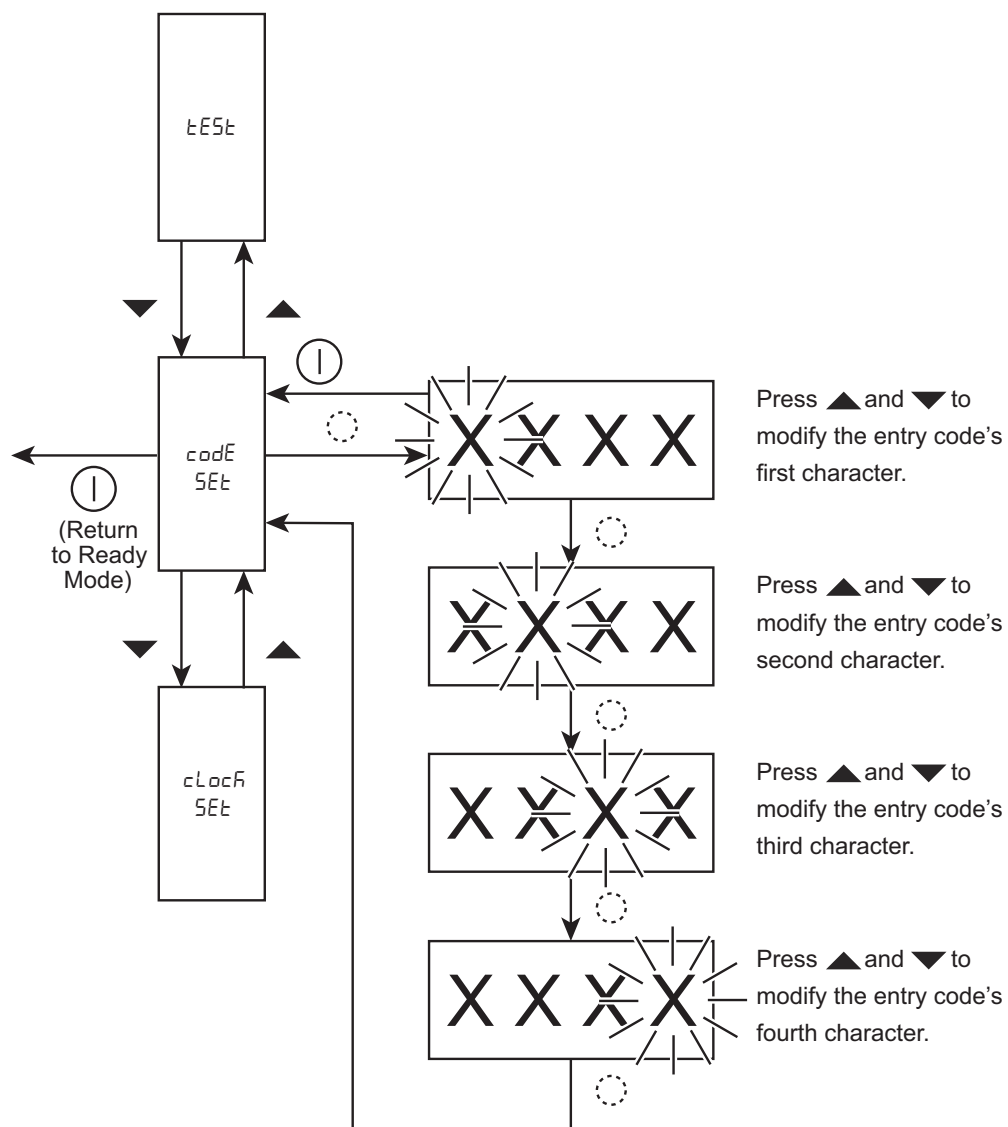 tESt
codE
SEt
(Return
to Ready
Mode)
cLocK
SEt
X X X X
Press ▲ and ▼ to
modify the entry code's
first character.
X X X X
Press ▲ and ▼ to
modify the entry code's
second character.
X X X X
Press ▲ and ▼ to
modify the entry code's
third character.
X X X X
Press ▲ and ▼ to
modify the entry code's
fourth character.